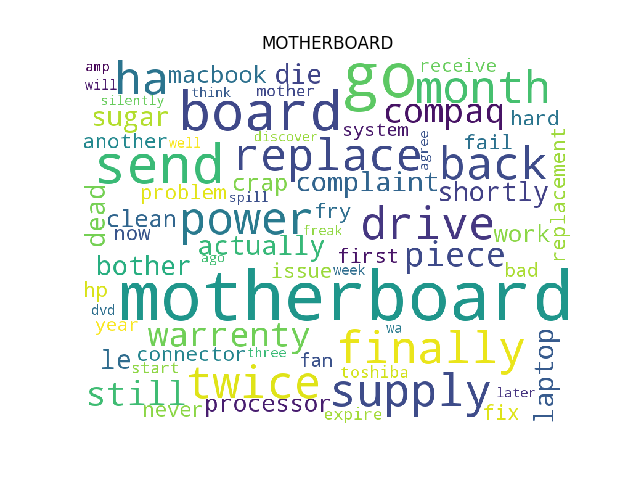 MOTHERBOARD
amp
ha
macbook
die
go
receive
month
will
think
mother
silently
board
compaq
hard
sugar
another
well
discover
system
agree
fail
send
replace
back
replacement
problem
crap
spill
complaint
shortly
dead
clean
now
power
fry
freak
drive
work
actually
first
piece
bother
ago
issue
week
bad
hp
motherboard
dvd
year
warrenty
wa
finally
laptop
le
connector
three
fan
start
toshiba
still
twice
supply
later
never
processor
expire
fix